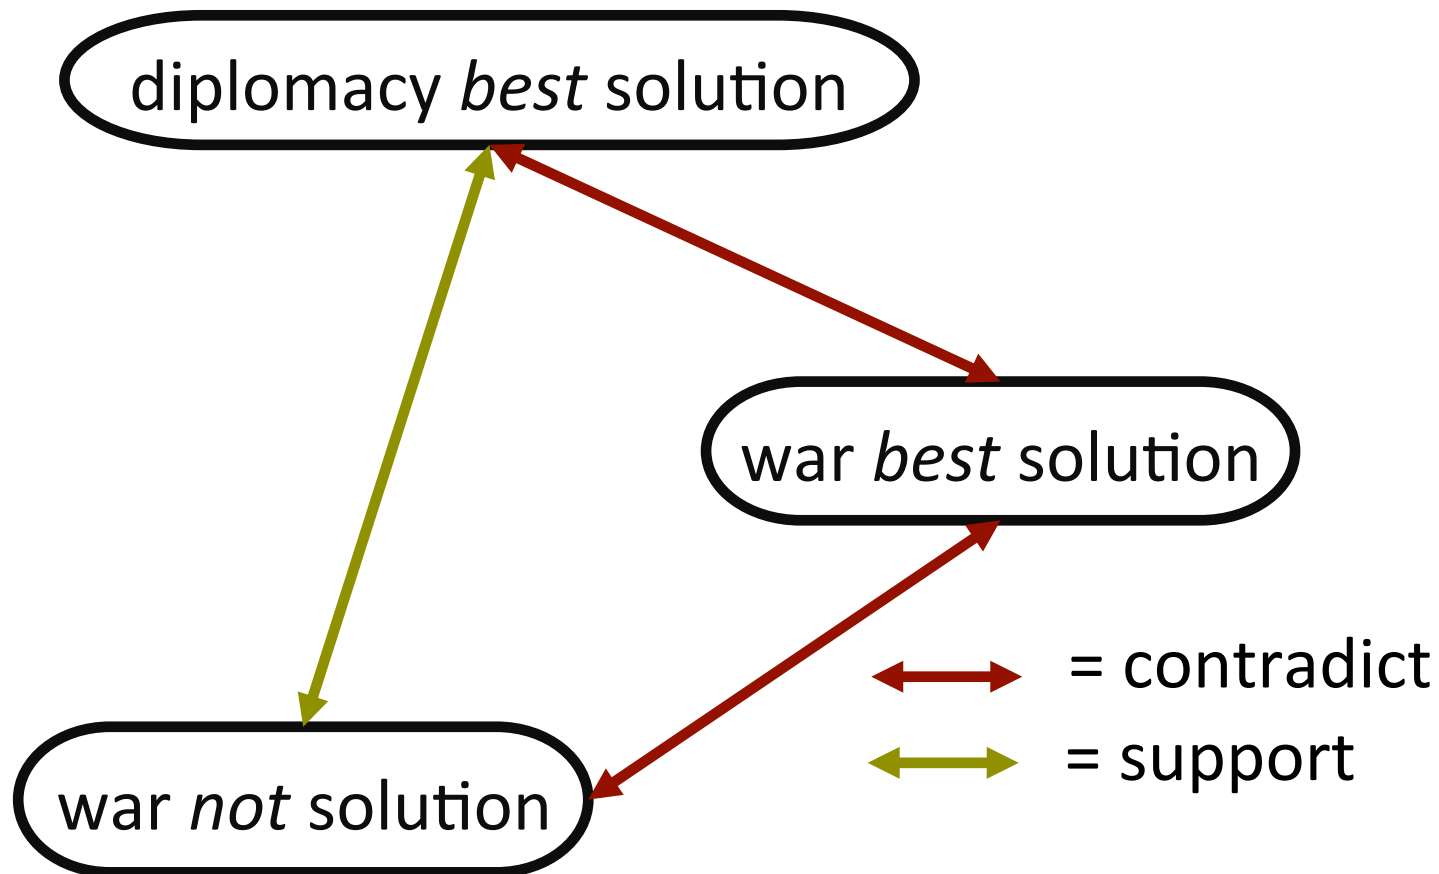 diplomacy best solution
war best solution
= contradict
= support
war not solution